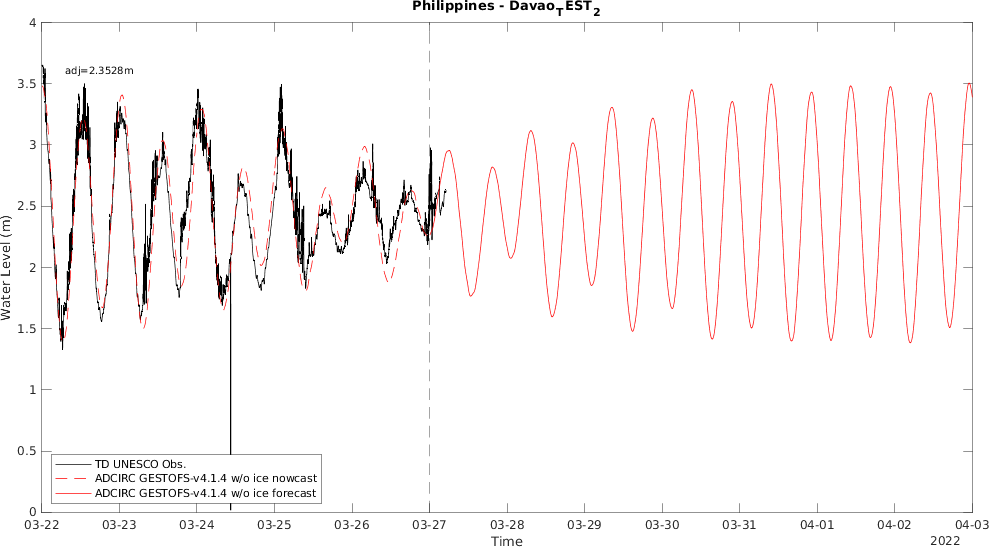 Philippines - Davao_TEST_2
adj=2.3528m
4
3.5
3
2.5
2
1.5
1
0.5
0
Water Level (m)
TD UNESCO Obs.
ADCIRC GESTOFS-v4.1.4 w/o ice nowcast
ADCIRC GESTOFS-v4.1.4 w/o ice forecast
03-22 03-23 03-24 03-25 03-26 03-27 03-28 03-29 03-30 03-31 04-01 04-02 04-03
Time
2022